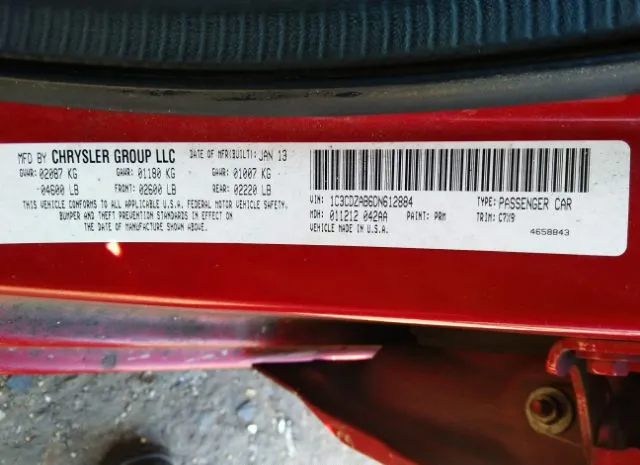 MFD BY CHRYSLER GROUP LLC DATE OF MFR(BUILT): JAN 13
GVWR: 02087 KG GAWR: 01180 KG GAWR: 01007 KG
04600 LB FRONT: 02600 LB REAR: 02220 LB
THIS VEHICLE CONFORMS TO ALL APPLICABLE U.S.A. FEDERAL MOTOR VEHICLE SAFETY,
BUMPER AND THEFT PREVENTION STANDARDS IN EFFECT ON
THE DATE OF MANUFACTURE SHOWN ABOVE.
VIN: 1C3CDZAB6DN612884 TYPE: PASSENGER CAR
MDH: 011212 042AA PAINT: PRM TRIM: C7X9
VEHICLE MADE IN U.S.A.
4658843